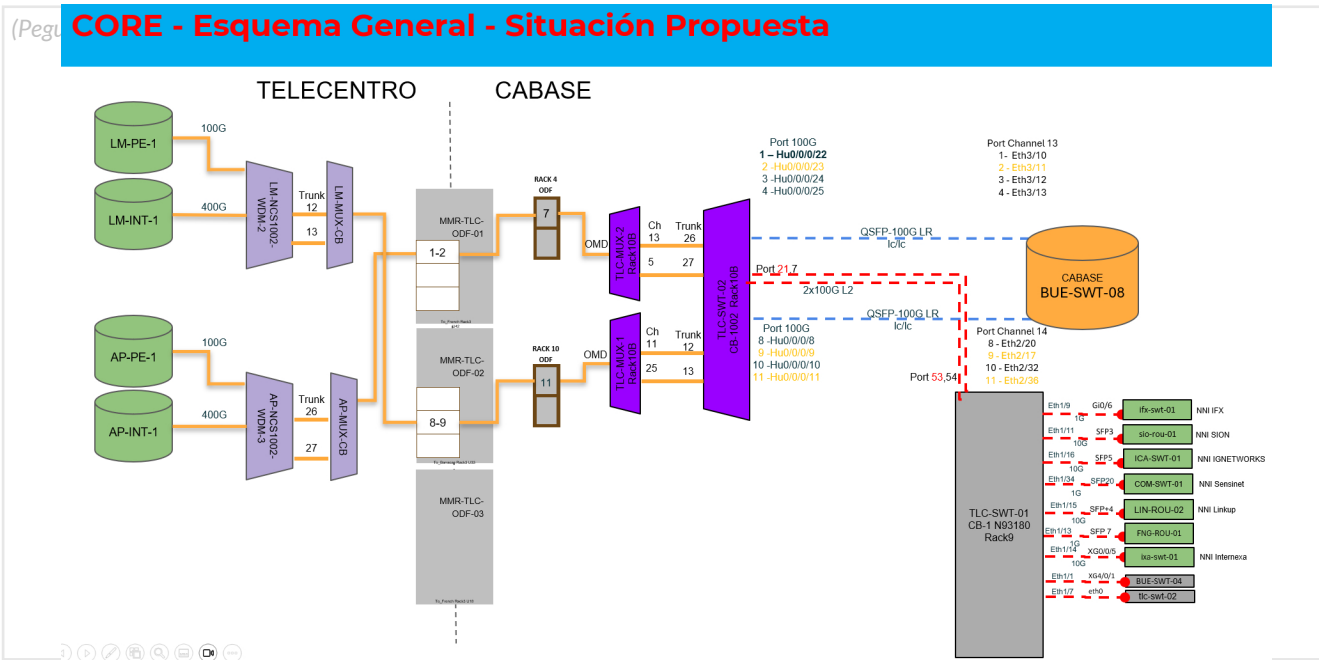 (Pegu
CORE - Esquema General - Situación Propuesta
TELECENTRO
CABASE
LM-PE-1
100G
LM-INT-1
400G
LM-NCS1002-
WDM-2
Trunk
12
13
LM-MUX-CB
AP-PE-1
100G
AP-INT-1
400G
AP-NCS1002-
WDM-3
Trunk
26
27
AP-MUX-CB
MMR-TLC-
ODF-01
1-2
MMR-TLC-
ODF-02
8-9
MMR-TLC-
ODF-03
RACK 4
ODF
7
RACK 10
ODF
11
OMD
TLC-MUX-2
Rack10B
Ch
13
5
Trunk
26
27
OMD
TLC-MUX-1
Rack10B
Ch
11
25
Trunk
12
13
TLC-SWT-02
CB-1002 Rack10B
Port 100G
1 – Hu0/0/0/22
2 -Hu0/0/0/23
3 -Hu0/0/0/24
4 -Hu0/0/0/25
Port Channel 13
1- Eth3/10
2 - Eth3/11
3 - Eth3/12
4 - Eth3/13
QSFP-100G LR
lc/lc
Port 21,7
2x100G L2
QSFP-100G LR
lc/lc
CABASE
BUE-SWT-08
Port 100G
8 -Hu0/0/0/8
9 -Hu0/0/0/9
10 -Hu0/0/0/10
11 -Hu0/0/0/11
Port Channel 14
8 - Eth2/20
9 - Eth2/17
10 - Eth2/32
11 - Eth2/36
Port 53,54
TLC-SWT-01
CB-1 N93180
Rack9
Eth1/9 Gi0/6 ifx-swt-01 NNI IFX
1G
Eth1/11 SFP3 sio-rou-01 NNI SION
10G
Eth1/16 SFP5 ICA-SWT-01 NNI IGNETWORKS
10G
Eth1/34 SFP20 COM-SWT-01 NNI Sensinet
1G
Eth1/15 SFP+4 LIN-ROU-02 NNI Linkup
10G
Eth1/13 SFP 7 FNG-ROU-01
1G
Eth1/14 XG0/0/5 ixa-swt-01 NNI Internexa
10G
Eth1/1 XG4/0/1 BUE-SWT-04
Eth1/7 eth0 tlc-swt-02